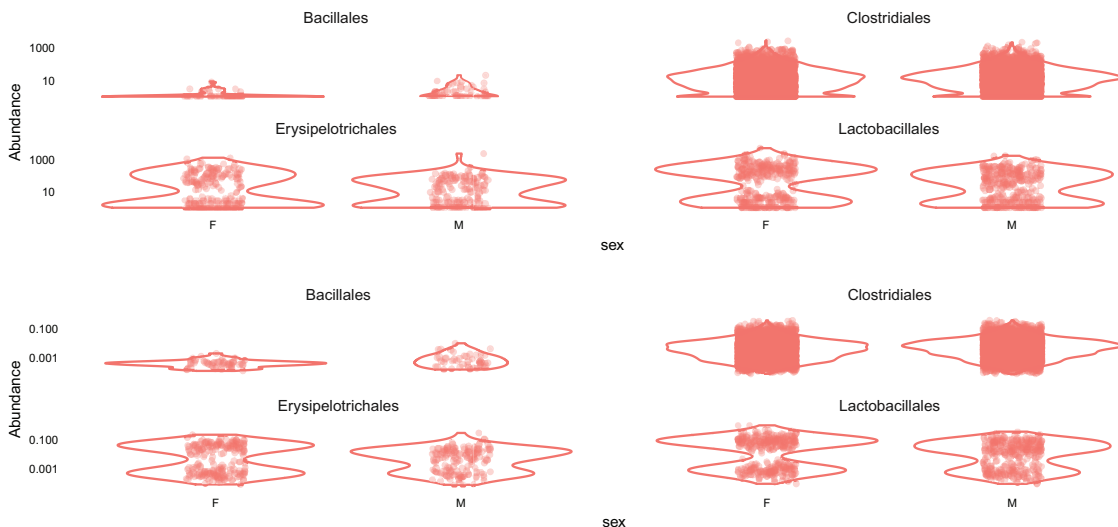 Bacillales
Clostridiales
1000
10
Erysipelotrichales
Lactobacillales
1000
10
Abundance
F
M
F
M
sex
Bacillales
Clostridiales
0.100
0.001
Erysipelotrichales
Lactobacillales
0.100
0.001
Abundance
F
M
F
M
sex